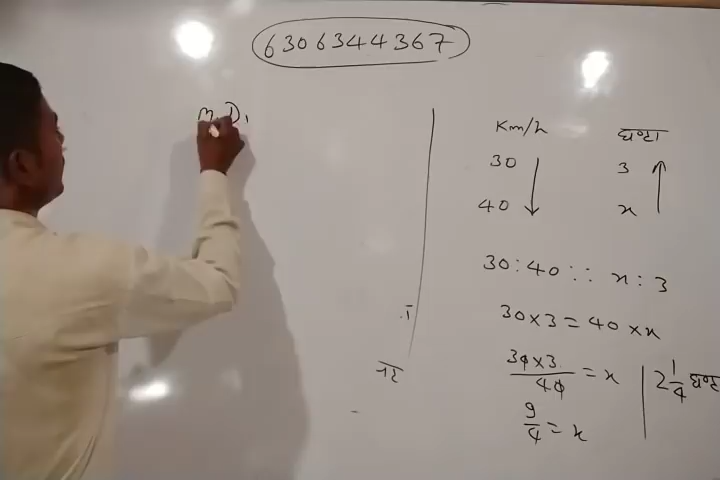 6306344367
M D1
Km/h घण्टा
30 3
40 x
30 : 40 :: x : 3
30 × 3 = 40 × x
30 × 3 / 40 = x | 2 1/4 घण्टा
9/4 = x